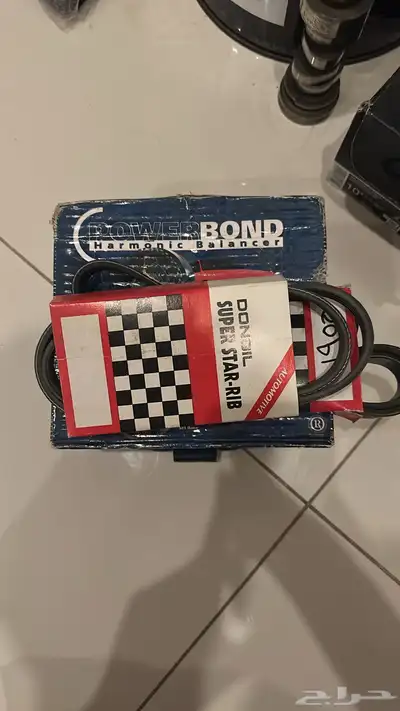 POWERBOND
Harmonic Balancer
DONGIL
SUPER STAR-RIB
AUTOMOTIVE
®
حراج